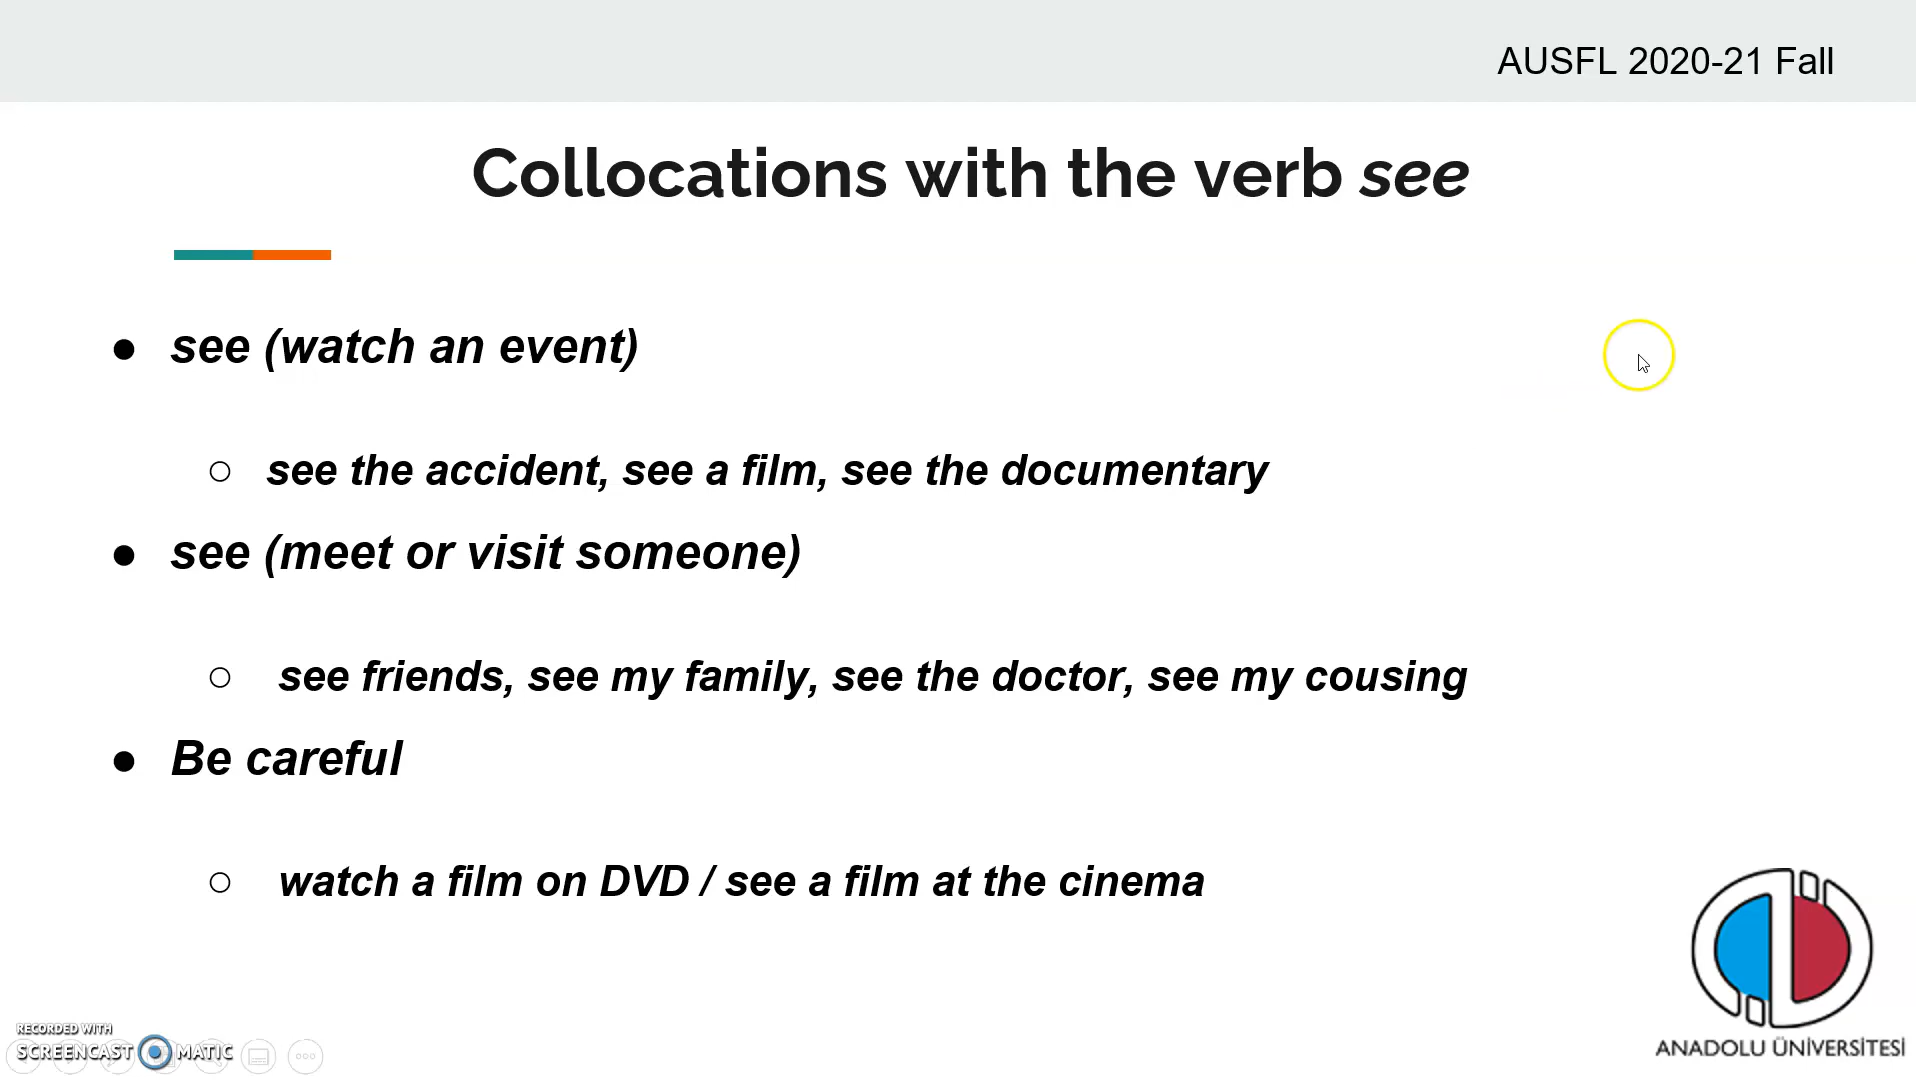 AUSFL 2020-21 Fall
Collocations with the verb see
● see (watch an event)
○ see the accident, see a film, see the documentary
● see (meet or visit someone)
○ see friends, see my family, see the doctor, see my cousing
● Be careful
○ watch a film on DVD / see a film at the cinema
RECORDED WITH
SCREENCAST MATIC
ANADOLU ÜNİVERSİTESİ